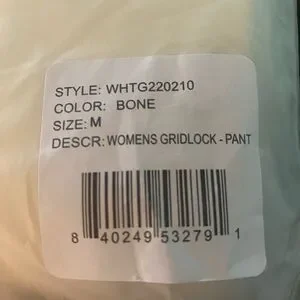 STYLE: WHTG220210
COLOR: BONE
SIZE: M
DESCR: WOMENS GRIDLOCK - PANT
8 40249 53279 1